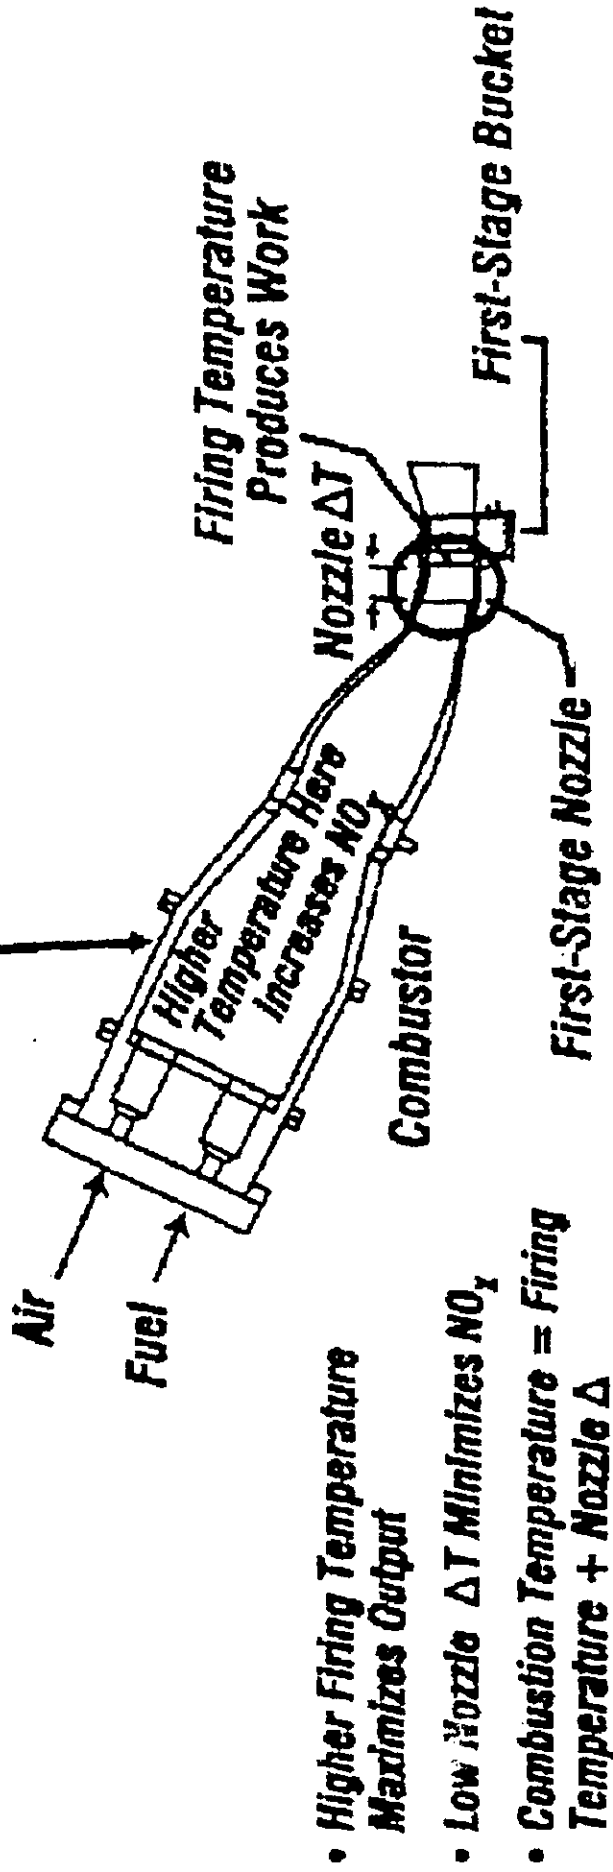 Air
Fuel
Higher
Temperature Here
Increases NOx
Combustor
Firing Temperature
Produces Work
Nozzle ΔT
First-Stage Nozzle
First-Stage Bucket
• Higher Firing Temperature
Maximizes Output
• Low Nozzle ΔT Minimizes NOx
• Combustion Temperature = Firing
Temperature + Nozzle Δ